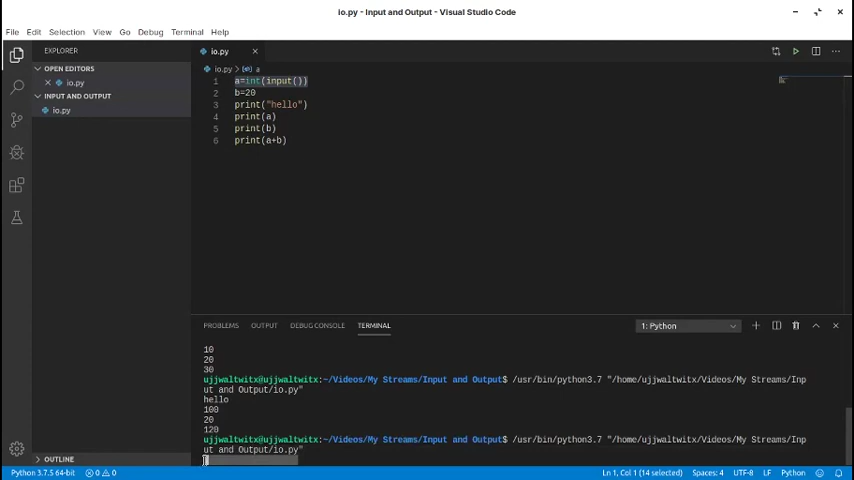 io.py - Input and Output - Visual Studio Code
File Edit Selection View Go Debug Terminal Help
EXPLORER
OPEN EDITORS
io.py
INPUT AND OUTPUT
io.py
OUTLINE
io.py
io.py > a
1 a=int(input())
2 b=20
3 print("hello")
4 print(a)
5 print(b)
6 print(a+b)
PROBLEMS OUTPUT DEBUG CONSOLE TERMINAL 1: Python
10
20
30
ujjwaltwitx@ujjwaltwitx:~/Videos/My Streams/Input and Output$ /usr/bin/python3.7 "/home/ujjwaltwitx/Videos/My Streams/Inp
ut and Output/io.py"
hello
100
20
120
ujjwaltwitx@ujjwaltwitx:~/Videos/My Streams/Input and Output$ /usr/bin/python3.7 "/home/ujjwaltwitx/Videos/My Streams/Inp
ut and Output/io.py"
Python 3.7.5 64-bit 0 0 Ln 1, Col 1 (14 selected) Spaces: 4 UTF-8 LF Python